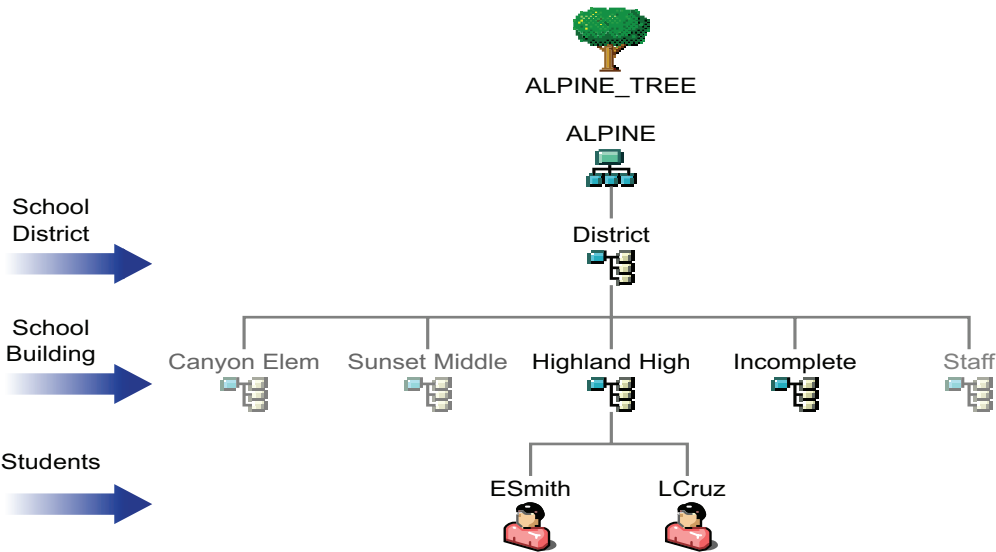 ALPINE_TREE
ALPINE
School
District
District
School
Building
Canyon Elem
Sunset Middle
Highland High
Incomplete
Staff
Students
ESmith
LCruz